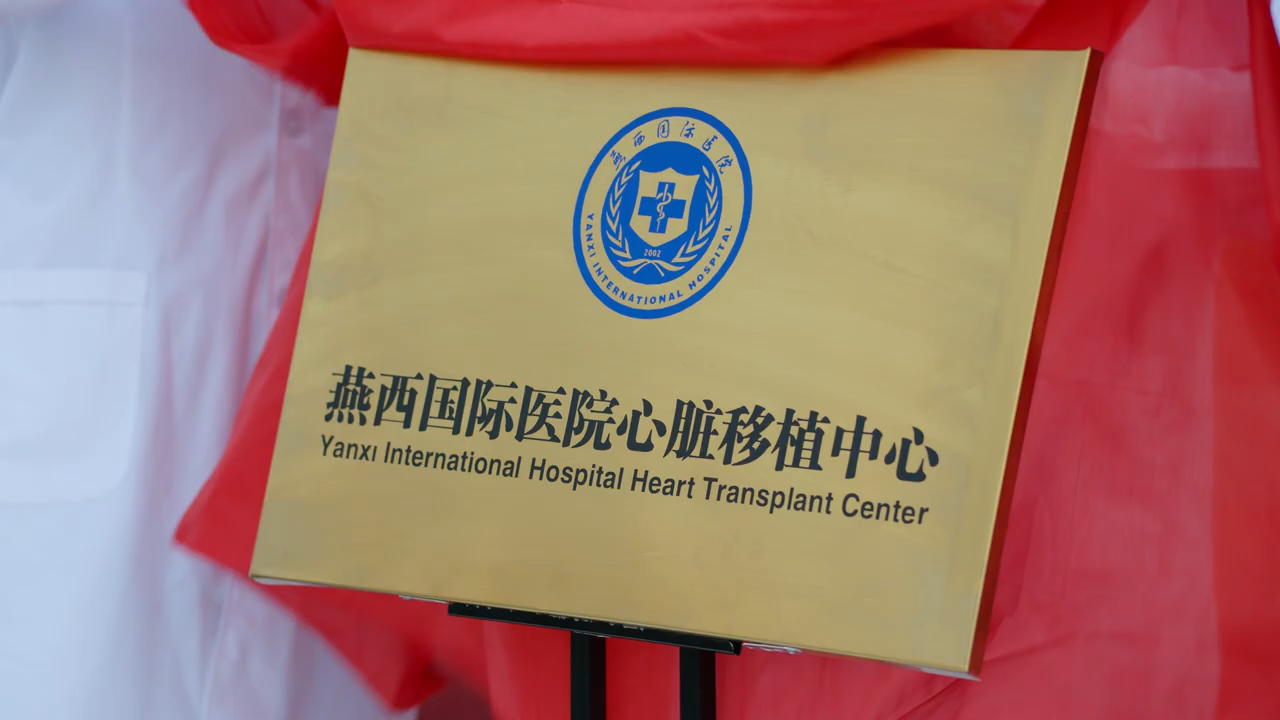 燕西国际医院
2002
YANXI INTERNATIONAL HOSPITAL
燕西国际医院心脏移植中心
Yanxı International Hospital Heart Transplant Center